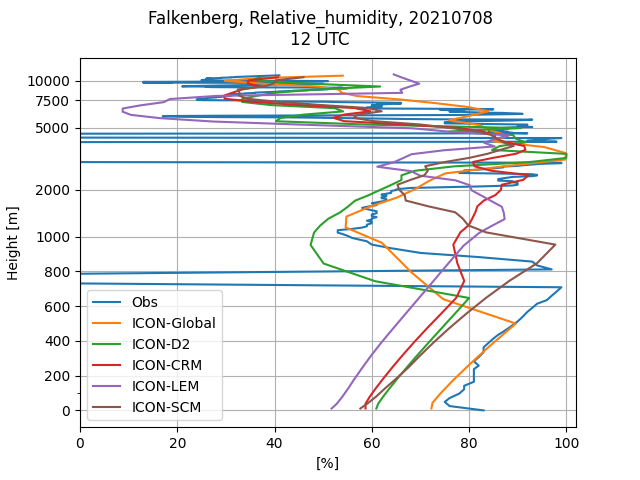 Falkenberg, Relative_humidity, 20210708
12 UTC
10000
7500
5000
2000
1000
800
600
400
200
0
Height [m]
Obs
ICON-Global
ICON-D2
ICON-CRM
ICON-LEM
ICON-SCM
0 20 40 60 80 100
[%]